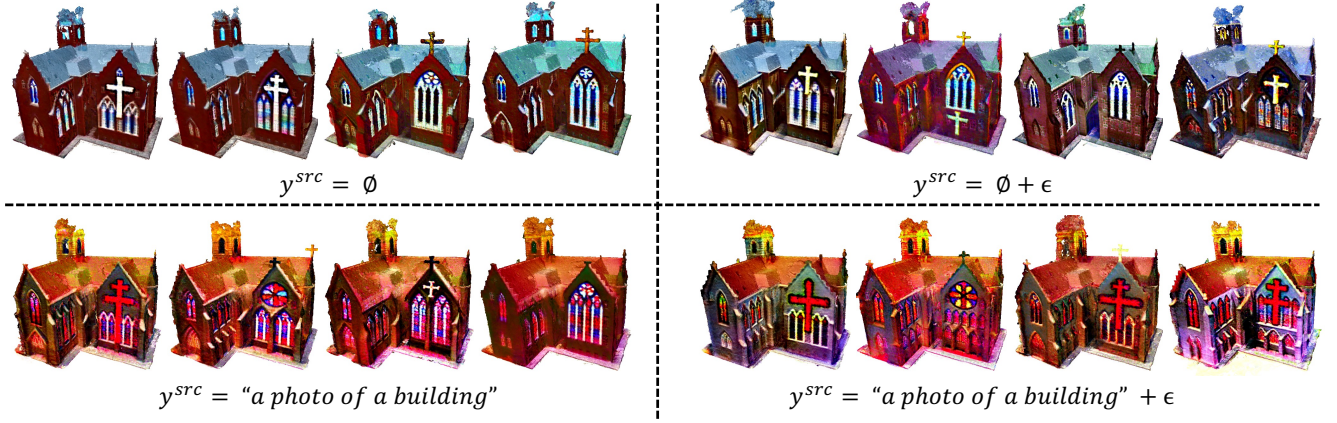 y^src = ∅
y^src = ∅ + ϵ
y^src = "a photo of a building"
y^src = "a photo of a building" + ϵ